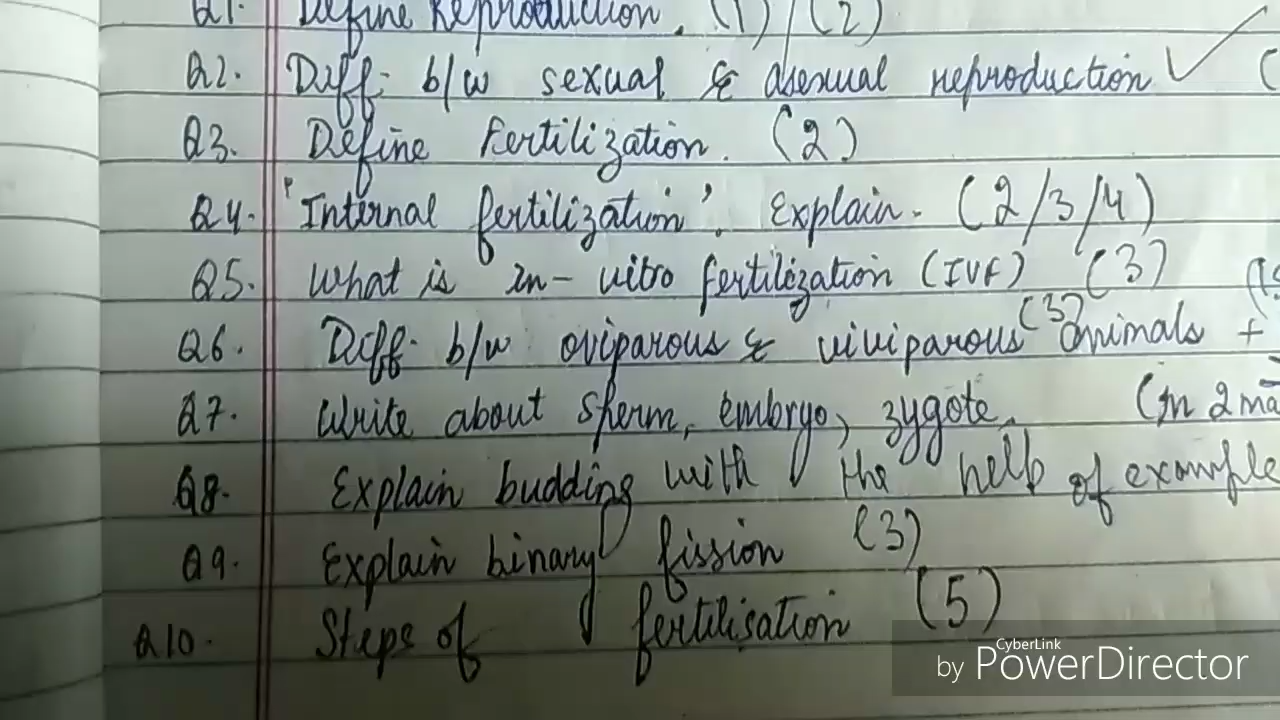 Q1. Define Reproduction. (1)/(2)
Q2. Diff. b/w sexual & asexual reproduction ✓ (
Q3. Define Fertilization. (2)
Q4. 'Internal fertilization'. Explain. (2/3/4)
Q5. What is in-vitro fertilization (IVF) (3)
Q6. Diff. b/w oviparous & viviparous (3) animals +
Q7. Write about sperm, embryo, zygote. (in 2 ma
Q8. Explain budding with the help of example
Q9. Explain binary fission (3)
Q10. Steps of fertilisation (5)
CyberLink
by PowerDirector